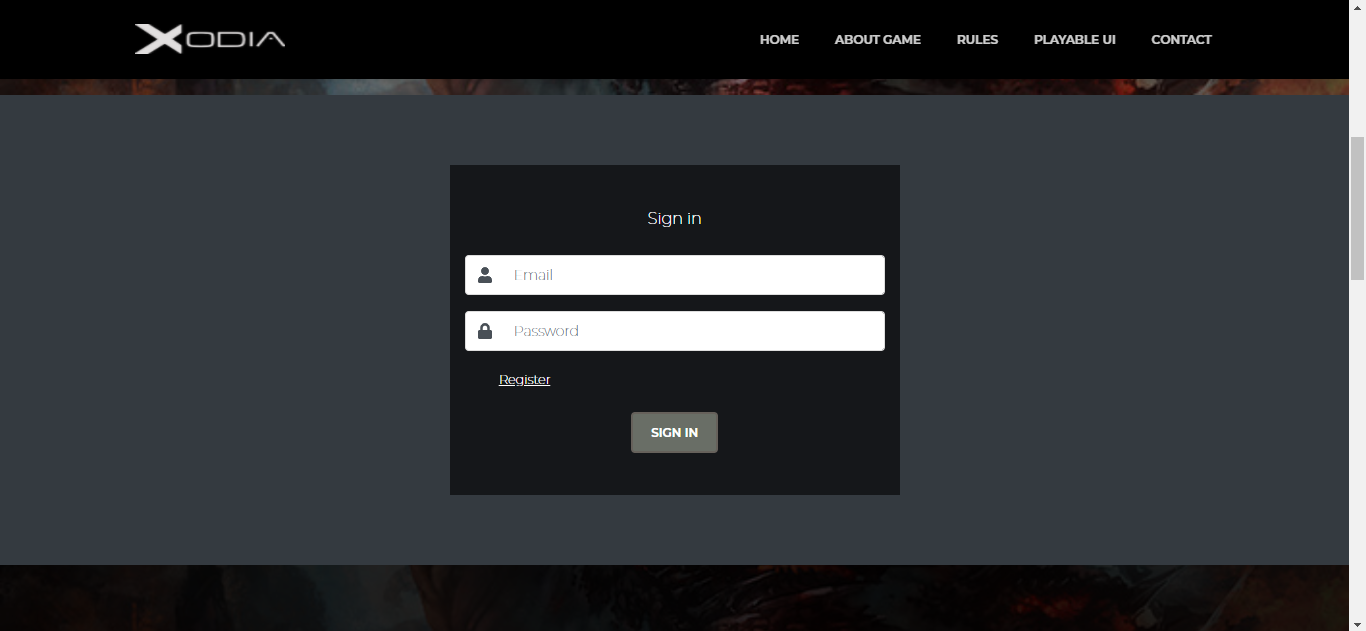 XODIA
HOME ABOUT GAME RULES PLAYABLE UI CONTACT
Sign in
Email
Password
Register
SIGN IN